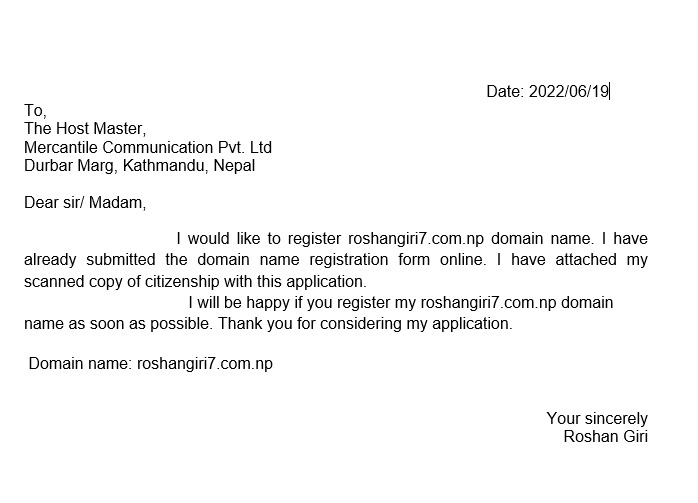 Date: 2022/06/19
To,
The Host Master,
Mercantile Communication Pvt. Ltd
Durbar Marg, Kathmandu, Nepal
Dear sir/ Madam,
I would like to register roshangiri7.com.np domain name. I have
already submitted the domain name registration form online. I have attached my
scanned copy of citizenship with this application.
I will be happy if you register my roshangiri7.com.np domain
name as soon as possible. Thank you for considering my application.
Domain name: roshangiri7.com.np
Your sincerely
Roshan Giri